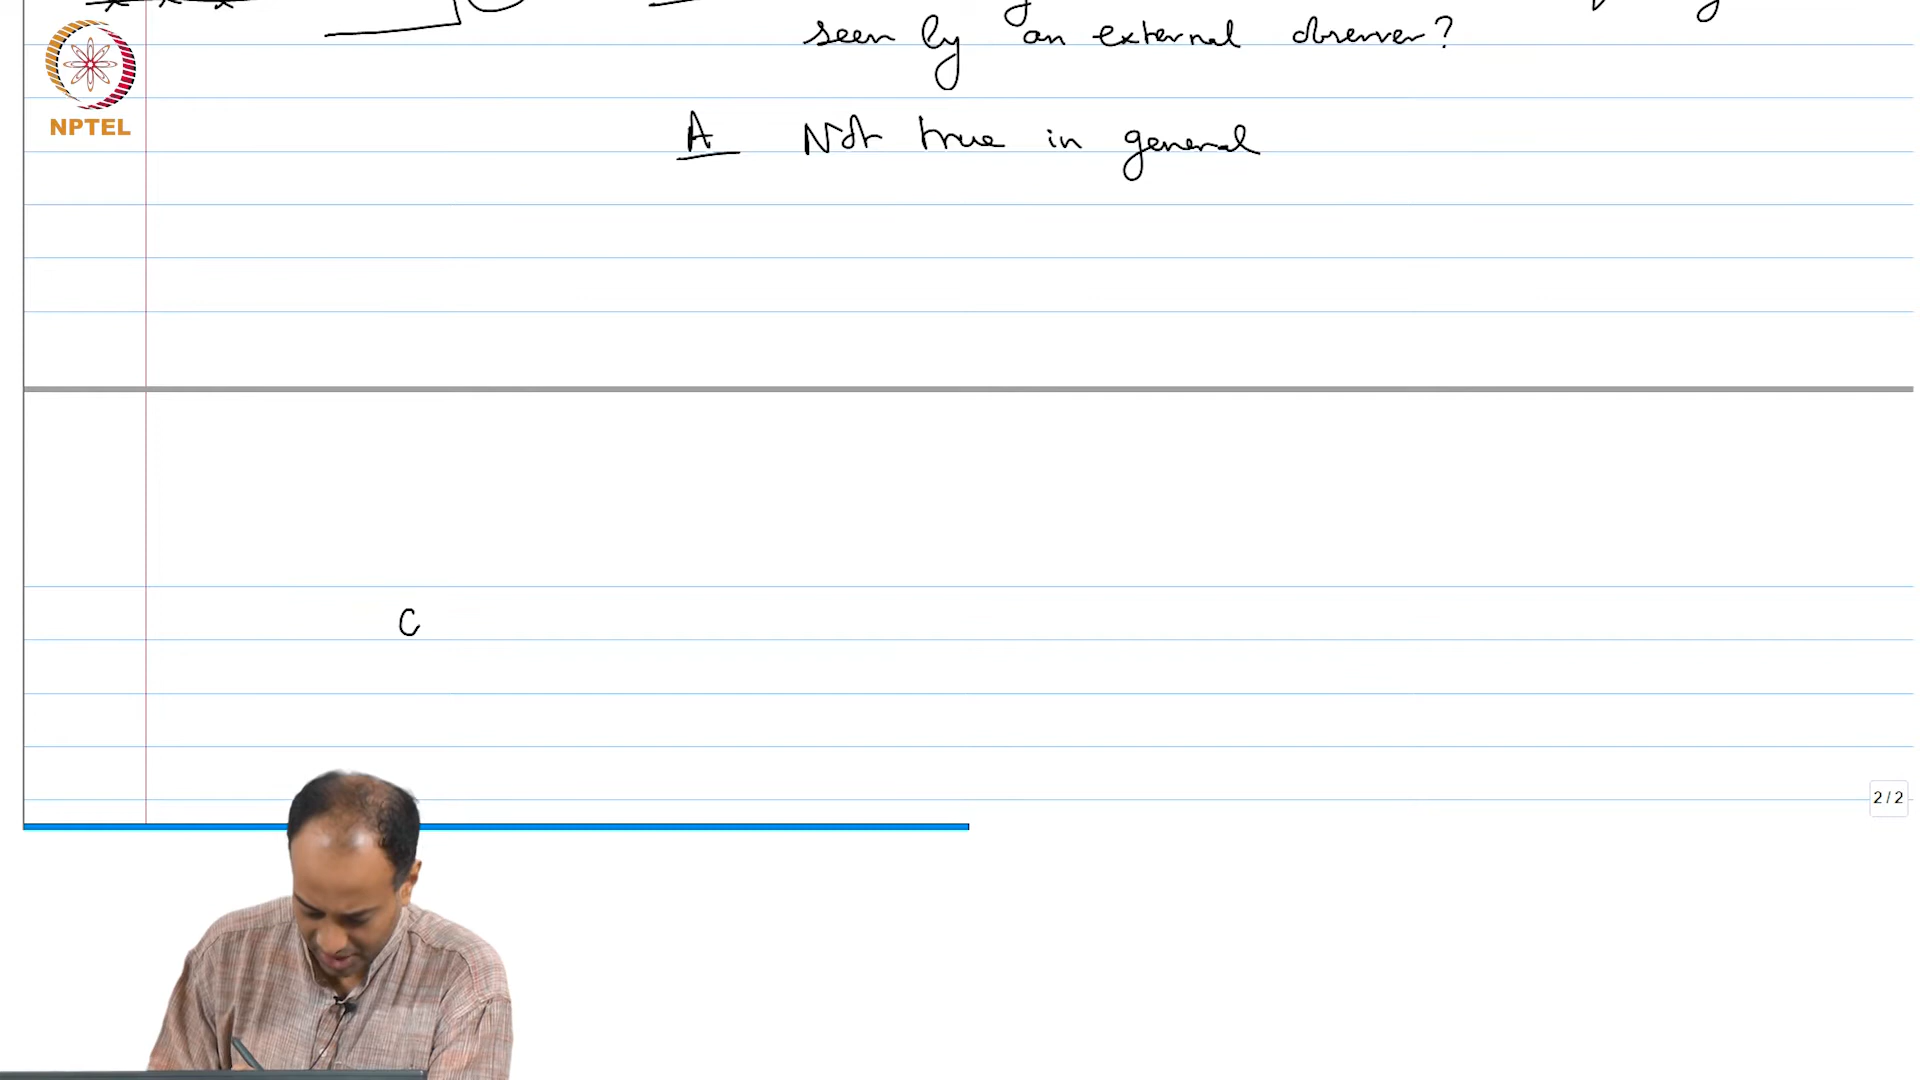 seen by an external observer?
NPTEL
A Not true in general
C
2 / 2